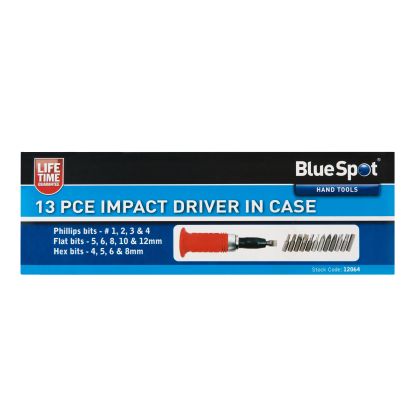 LIFE
TIME
GUARANTEE
BlueSpot
HAND TOOLS
13 PCE IMPACT DRIVER IN CASE
Phillips bits - # 1, 2, 3 & 4
Flat bits - 5, 6, 8, 10 & 12mm
Hex bits - 4, 5, 6 & 8mm
Stock Code: 12064